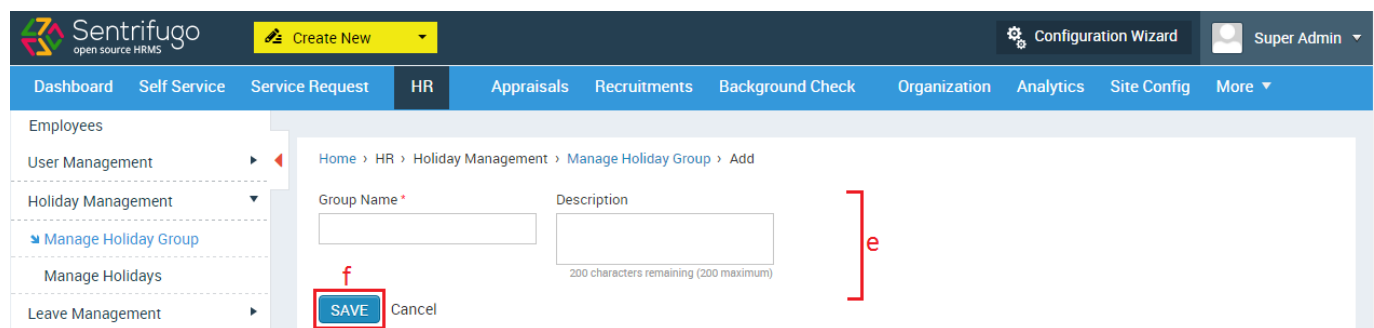 Sentrifugo
open source HRMS
Create New
Configuration Wizard
Super Admin
Dashboard Self Service Service Request HR Appraisals Recruitments Background Check Organization Analytics Site Config More
Employees
User Management
Home › HR › Holiday Management › Manage Holiday Group › Add
Holiday Management
Group Name *
Description
Manage Holiday Group
e
Manage Holidays
200 characters remaining (200 maximum)
f
Leave Management
SAVE Cancel